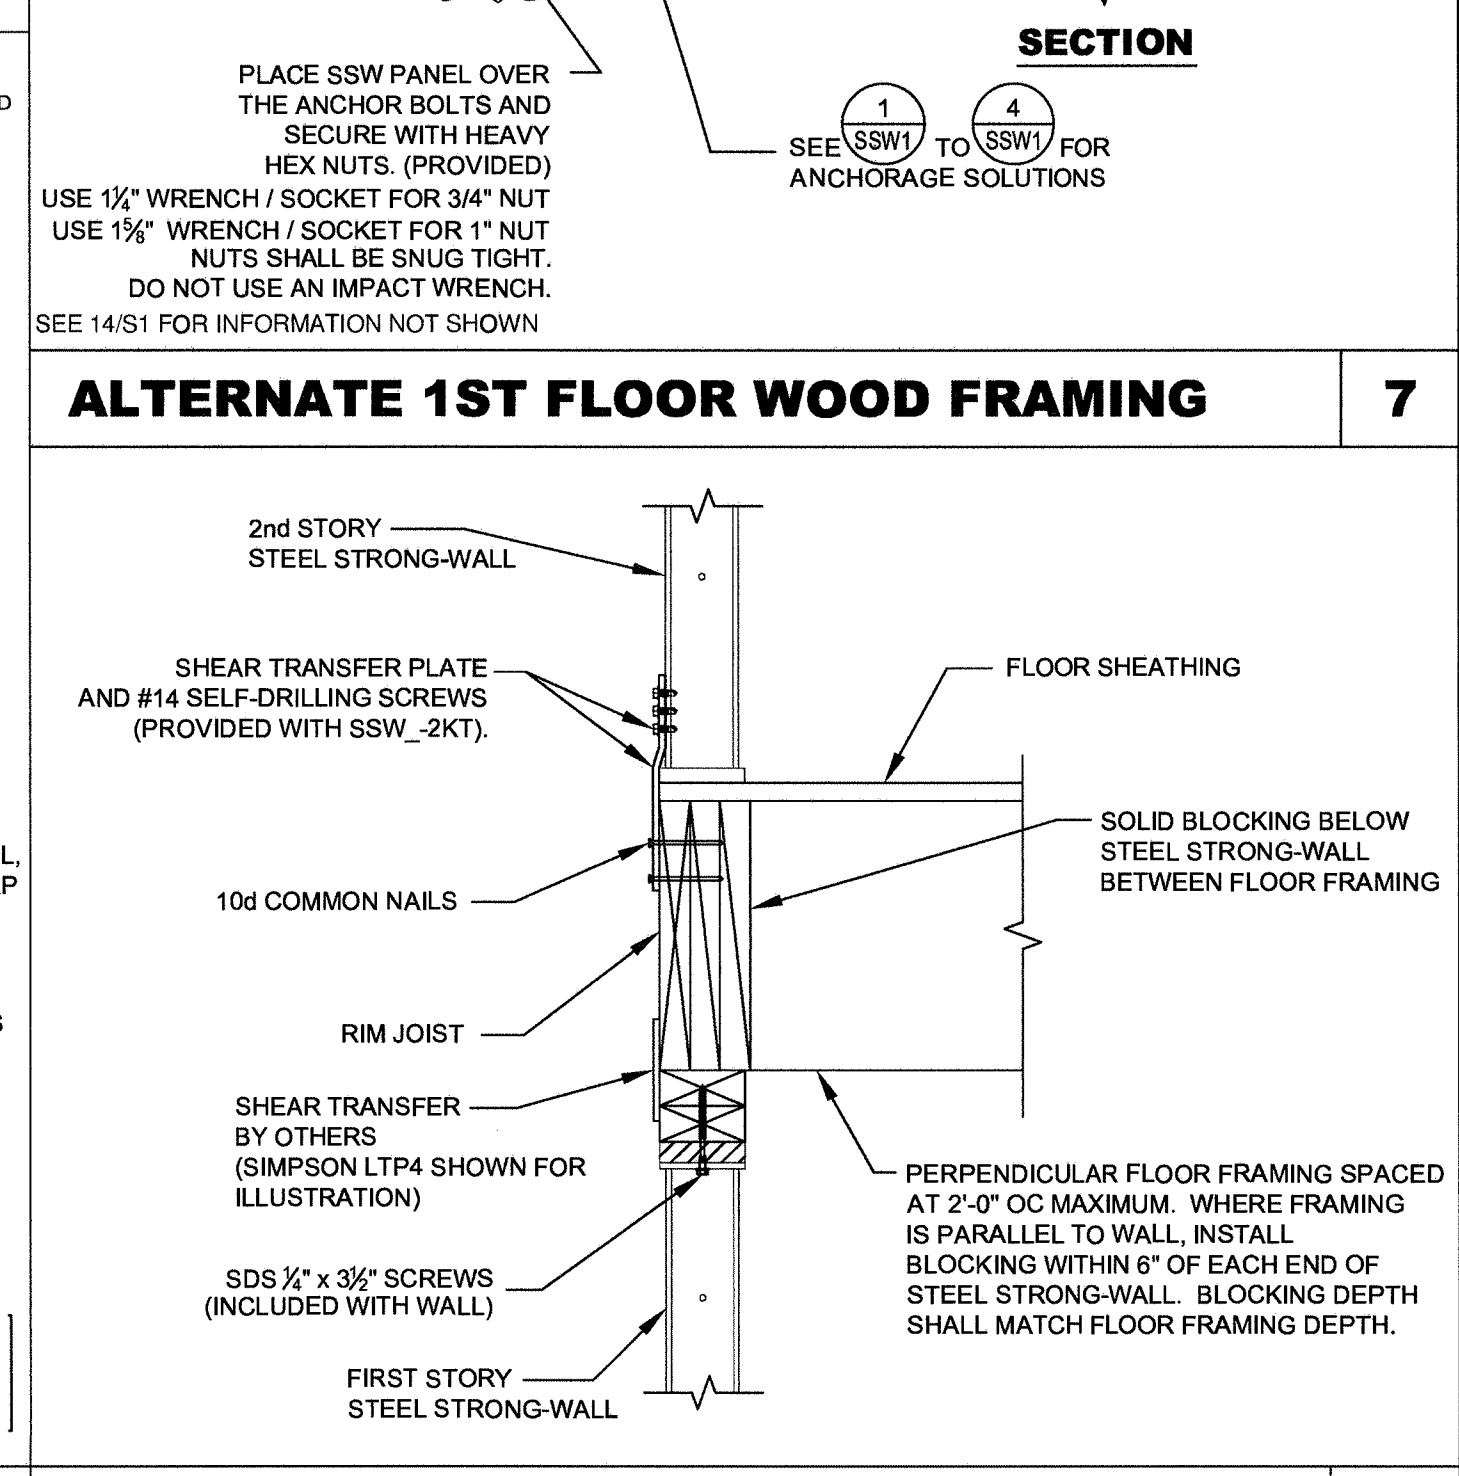 SECTION
PLACE SSW PANEL OVER
THE ANCHOR BOLTS AND
SECURE WITH HEAVY
HEX NUTS. (PROVIDED)
USE 1¼" WRENCH / SOCKET FOR 3/4" NUT
USE 1⅝" WRENCH / SOCKET FOR 1" NUT
NUTS SHALL BE SNUG TIGHT.
DO NOT USE AN IMPACT WRENCH.
SEE 14/S1 FOR INFORMATION NOT SHOWN
1
4
SEE SSW1 TO SSW1 FOR
ANCHORAGE SOLUTIONS
ALTERNATE 1ST FLOOR WOOD FRAMING
7
2nd STORY
STEEL STRONG-WALL
SHEAR TRANSFER PLATE
AND #14 SELF-DRILLING SCREWS
(PROVIDED WITH SSW_-2KT).
FLOOR SHEATHING
SOLID BLOCKING BELOW
STEEL STRONG-WALL
BETWEEN FLOOR FRAMING
10d COMMON NAILS
RIM JOIST
SHEAR TRANSFER
BY OTHERS
(SIMPSON LTP4 SHOWN FOR
ILLUSTRATION)
PERPENDICULAR FLOOR FRAMING SPACED
AT 2'-0" OC MAXIMUM. WHERE FRAMING
IS PARALLEL TO WALL, INSTALL
BLOCKING WITHIN 6" OF EACH END OF
STEEL STRONG-WALL. BLOCKING DEPTH
SHALL MATCH FLOOR FRAMING DEPTH.
SDS ¼" x 3½" SCREWS
(INCLUDED WITH WALL)
FIRST STORY
STEEL STRONG-WALL